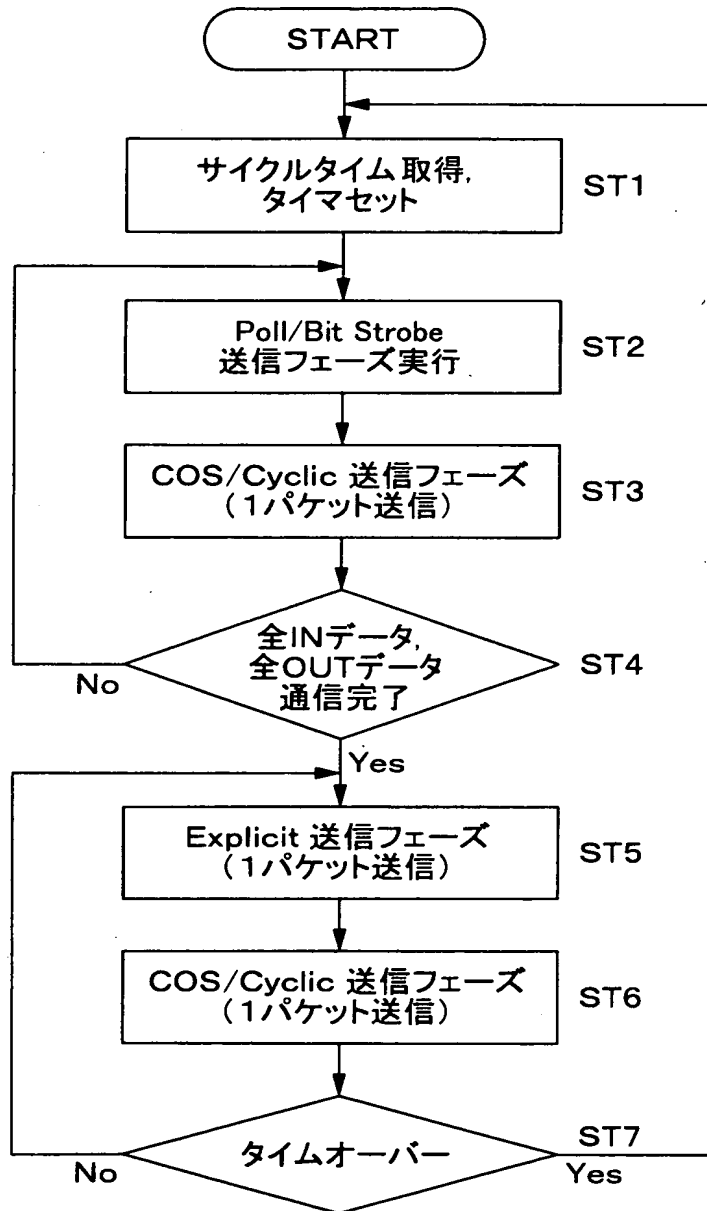 START
サイクルタイム 取得,
タイマセット
ST1
Poll/Bit Strobe
送信フェーズ実行
ST2
COS/Cyclic 送信フェーズ
(1パケット送信)
ST3
全INデータ,
全OUTデータ
通信完了
ST4
No
Yes
Explicit 送信フェーズ
(1パケット送信)
ST5
COS/Cyclic 送信フェーズ
(1パケット送信)
ST6
タイムオーバー
ST7
No
Yes